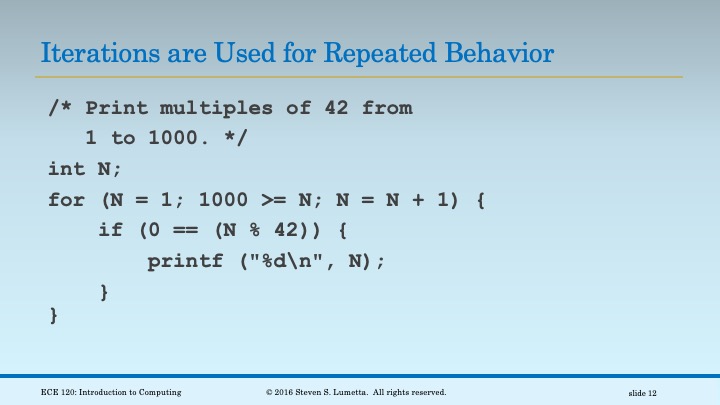 Iterations are Used for Repeated Behavior
/* Print multiples of 42 from
   1 to 1000. */
int N;
for (N = 1; 1000 >= N; N = N + 1) {
    if (0 == (N % 42)) {
        printf ("%d\n", N);
    }
}
ECE 120: Introduction to Computing
© 2016 Steven S. Lumetta. All rights reserved.
slide 12